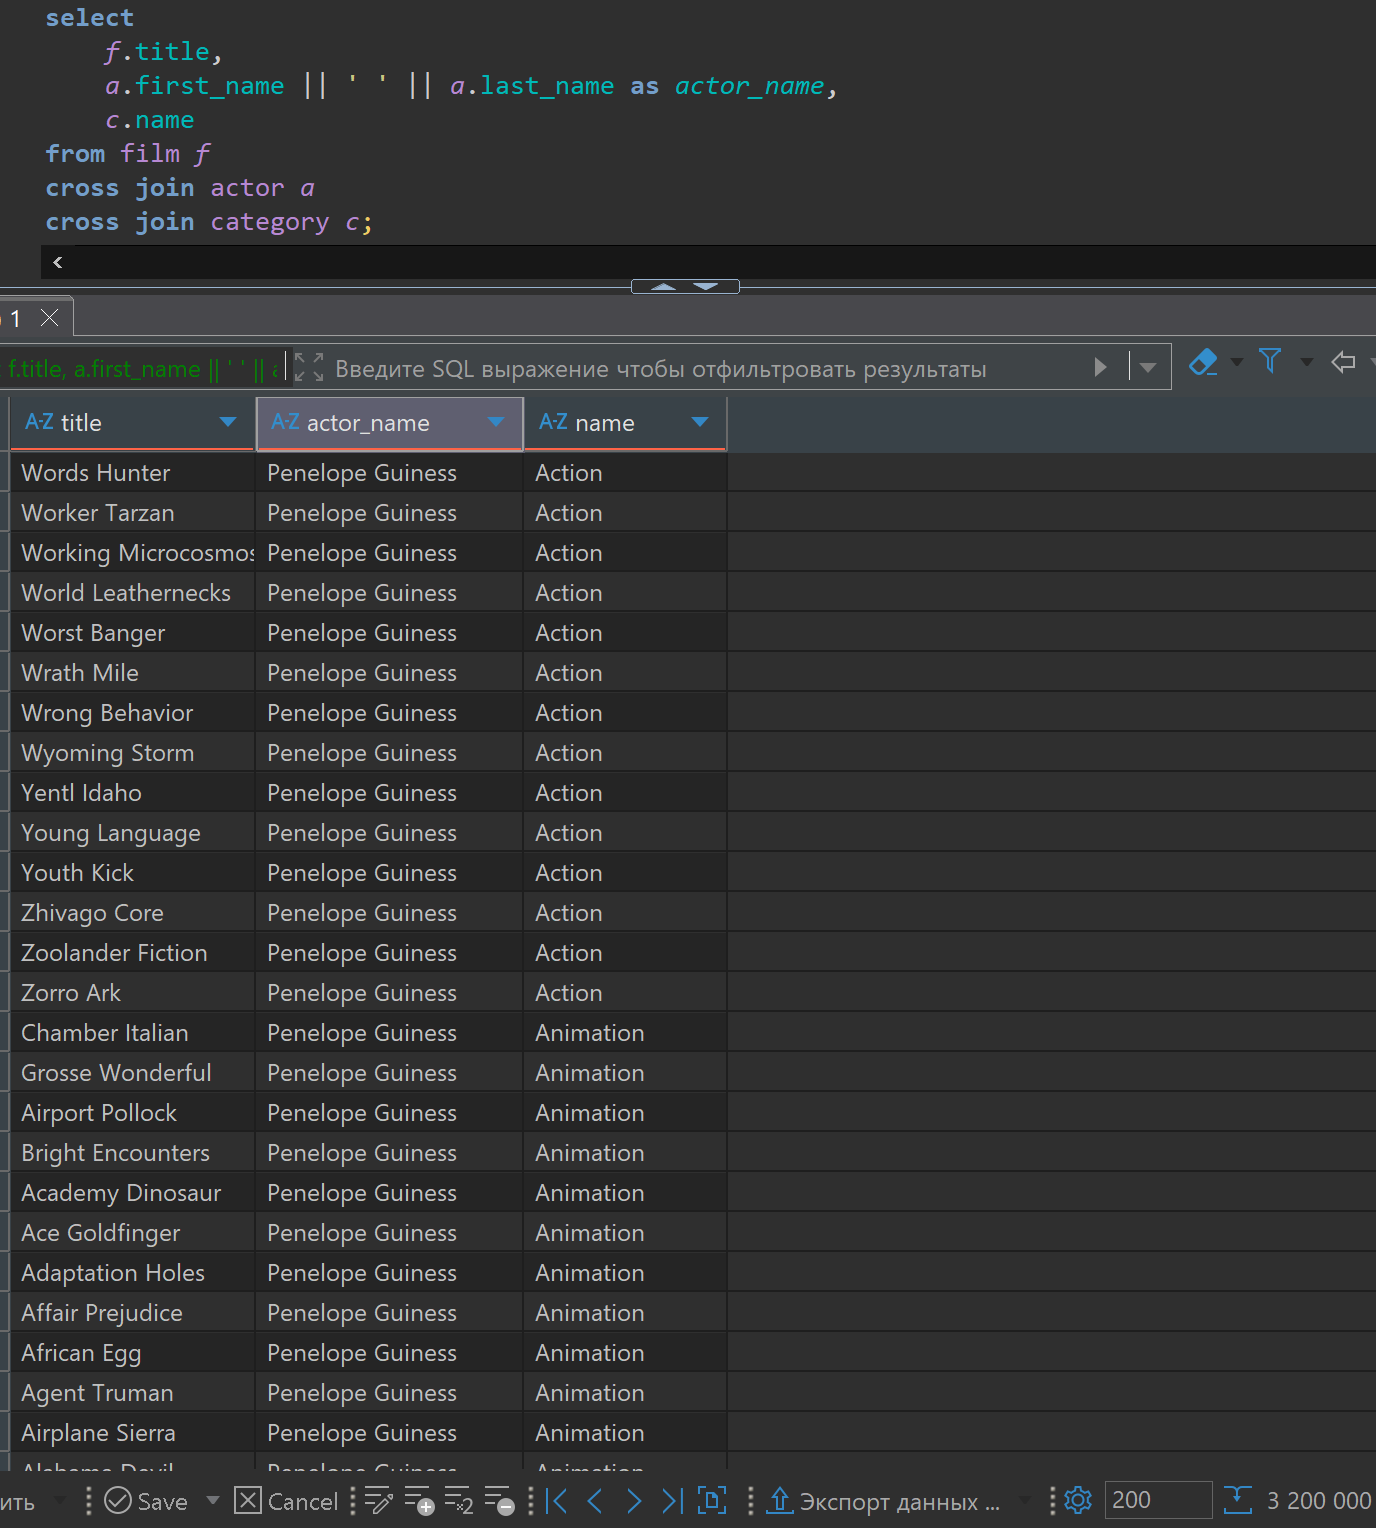 select
f.title,
a.first_name || ' ' || a.last_name as actor_name,
c.name
from film f
cross join actor a
cross join category c;
1
f.title, a.first_name || ' ' ||
Введите SQL выражение чтобы отфильтровать результаты
A-Z title A-Z actor_name A-Z name
Words Hunter Penelope Guiness Action
Worker Tarzan Penelope Guiness Action
Working Microcosmos Penelope Guiness Action
World Leathernecks Penelope Guiness Action
Worst Banger Penelope Guiness Action
Wrath Mile Penelope Guiness Action
Wrong Behavior Penelope Guiness Action
Wyoming Storm Penelope Guiness Action
Yentl Idaho Penelope Guiness Action
Young Language Penelope Guiness Action
Youth Kick Penelope Guiness Action
Zhivago Core Penelope Guiness Action
Zoolander Fiction Penelope Guiness Action
Zorro Ark Penelope Guiness Action
Chamber Italian Penelope Guiness Animation
Grosse Wonderful Penelope Guiness Animation
Airport Pollock Penelope Guiness Animation
Bright Encounters Penelope Guiness Animation
Academy Dinosaur Penelope Guiness Animation
Ace Goldfinger Penelope Guiness Animation
Adaptation Holes Penelope Guiness Animation
Affair Prejudice Penelope Guiness Animation
African Egg Penelope Guiness Animation
Agent Truman Penelope Guiness Animation
Airplane Sierra Penelope Guiness Animation
ить Save Cancel Экспорт данных ... 200 3 200 000